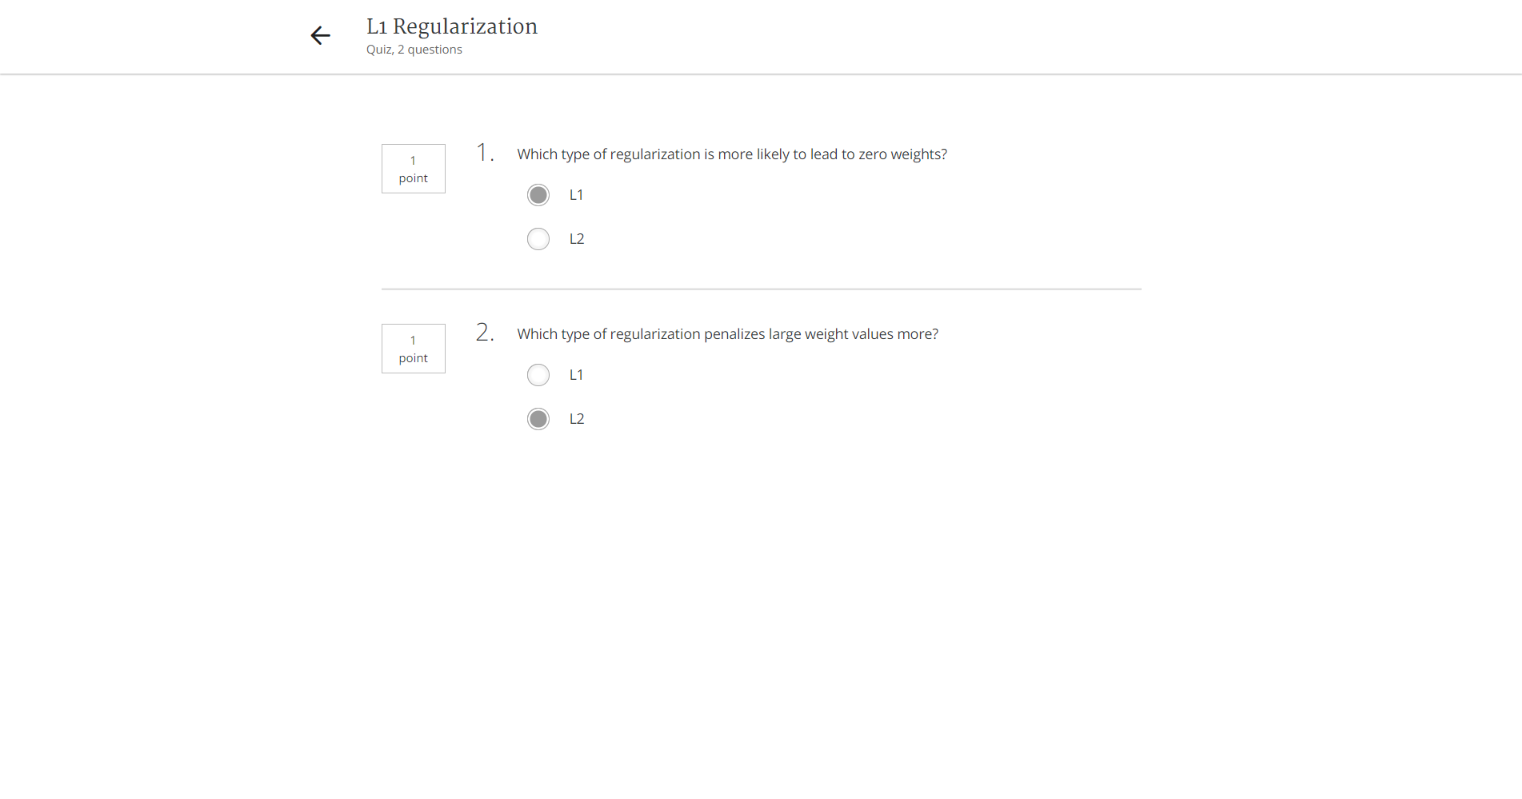 L1 Regularization
Quiz, 2 questions
1
point
1. Which type of regularization is more likely to lead to zero weights?
L1
L2
1
point
2. Which type of regularization penalizes large weight values more?
L1
L2